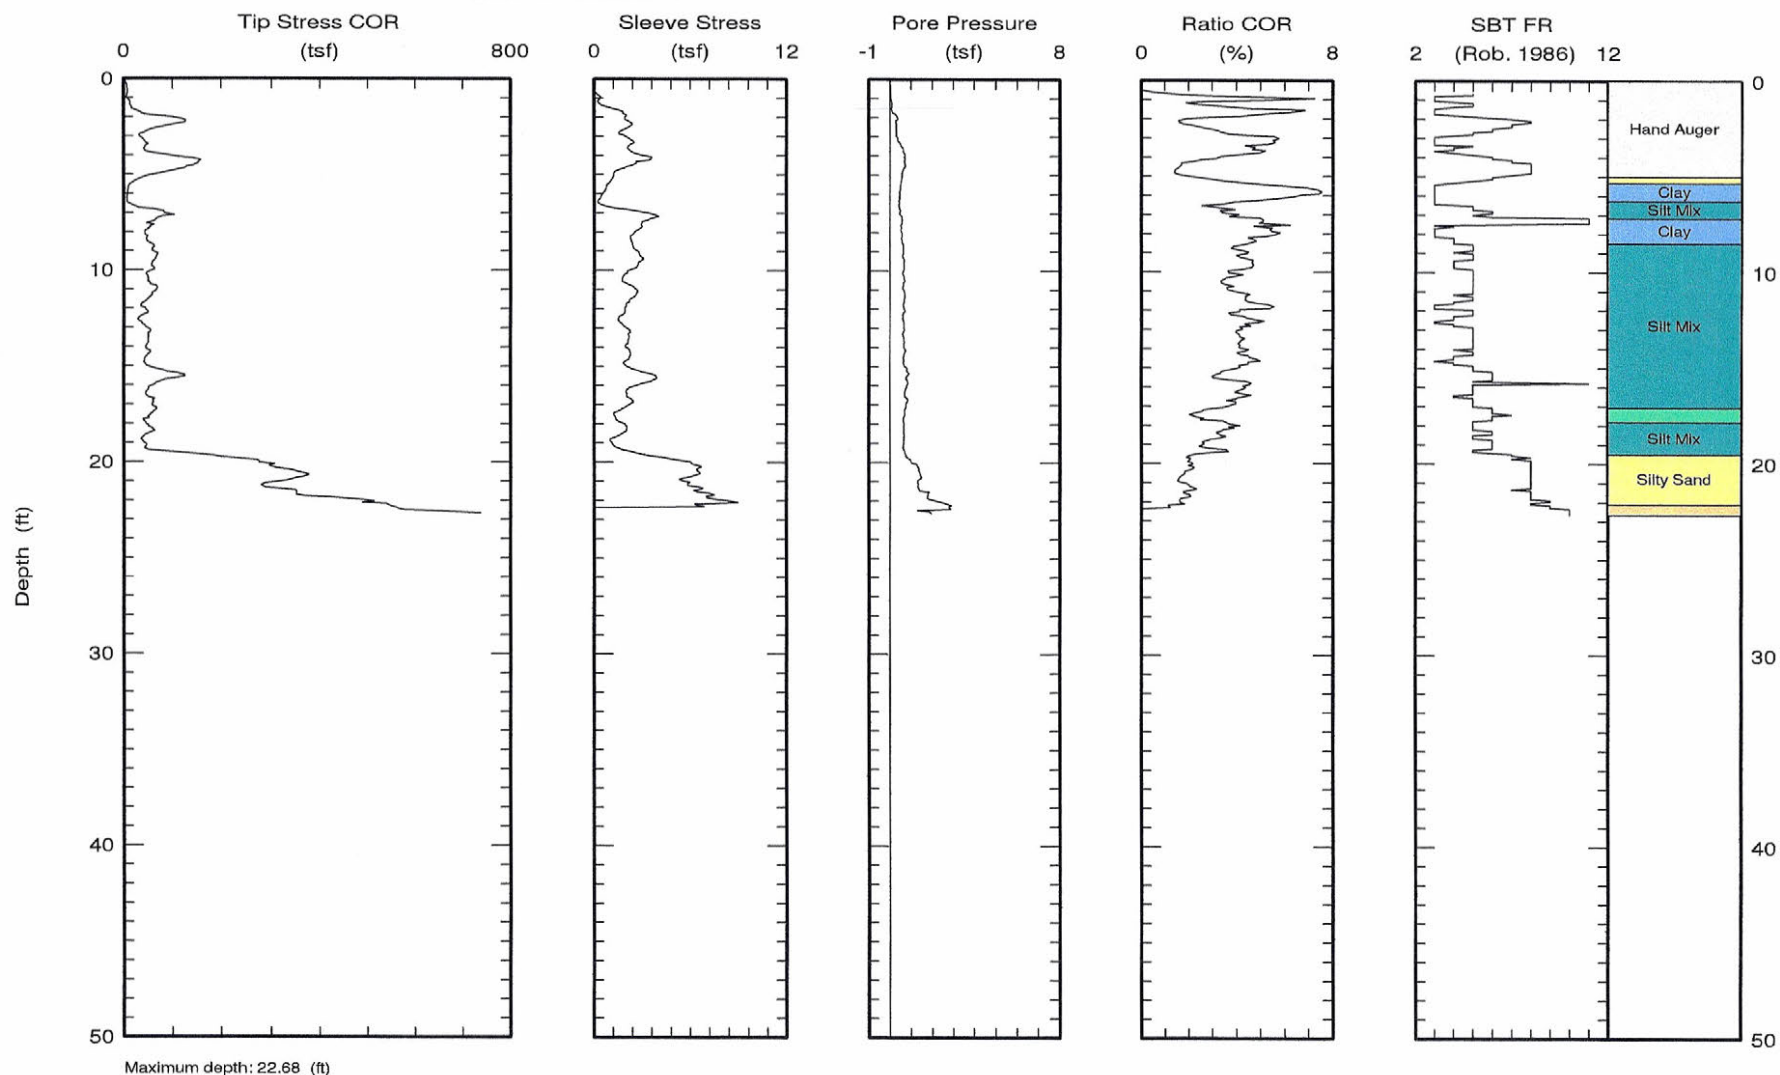 Tip Stress COR
(tsf)
0 800
Sleeve Stress
0 (tsf) 12
Pore Pressure
-1 (tsf) 8
Ratio COR
0 (%) 8
SBT FR
2 (Rob. 1986) 12
0
10
20
30
40
50
Depth (ft)
Hand Auger
Clay
Silt Mix
Clay
Silt Mix
Silt Mix
Silty Sand
0
10
20
30
40
50
Maximum depth: 22.68 (ft)